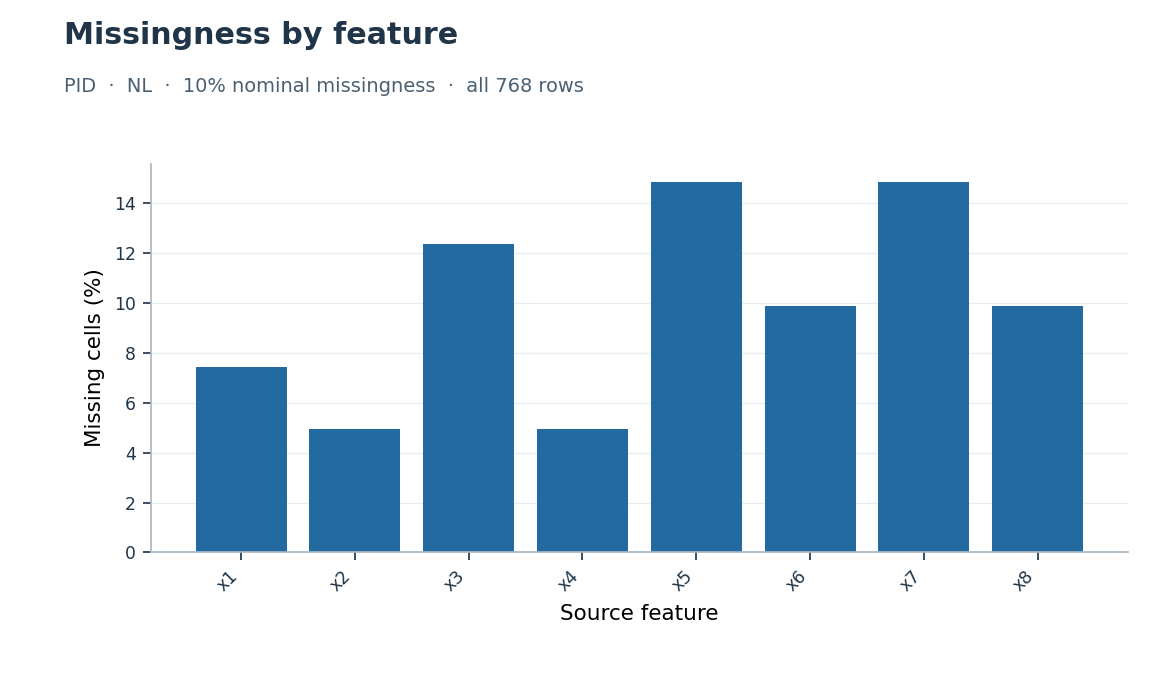 Missingness by feature
PID · NL · 10% nominal missingness · all 768 rows
Missing cells (%)
14
12
10
8
6
4
2
0
x1 x2 x3 x4 x5 x6 x7 x8
Source feature